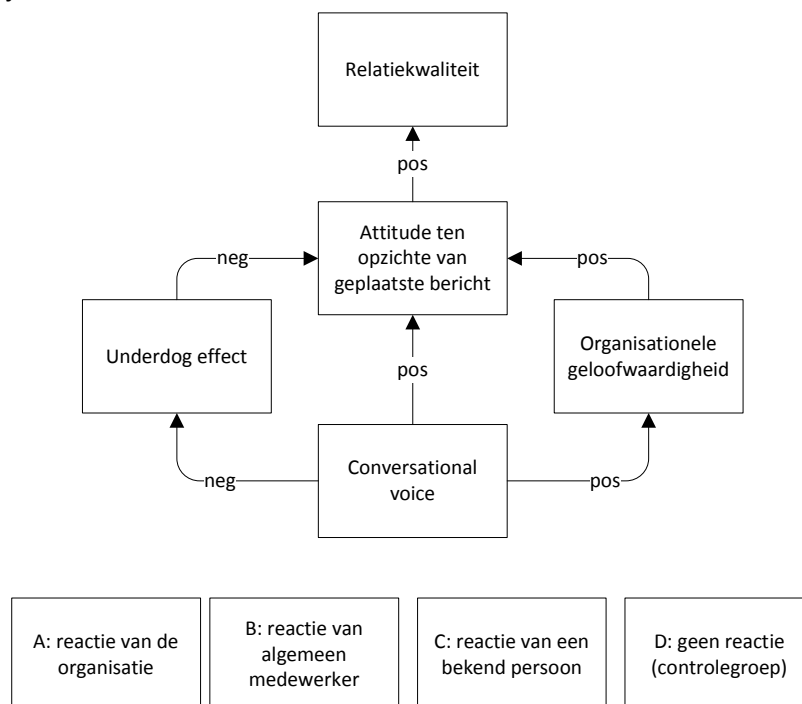 Relatiekwaliteit
pos
Attitude ten
opzichte van
geplaatste bericht
neg
pos
Underdog effect
pos
Organisationele
geloofwaardigheid
neg
Conversational
voice
pos
A: reactie van de
organisatie
B: reactie van
algemeen
medewerker
C: reactie van een
bekend persoon
D: geen reactie
(controlegroep)